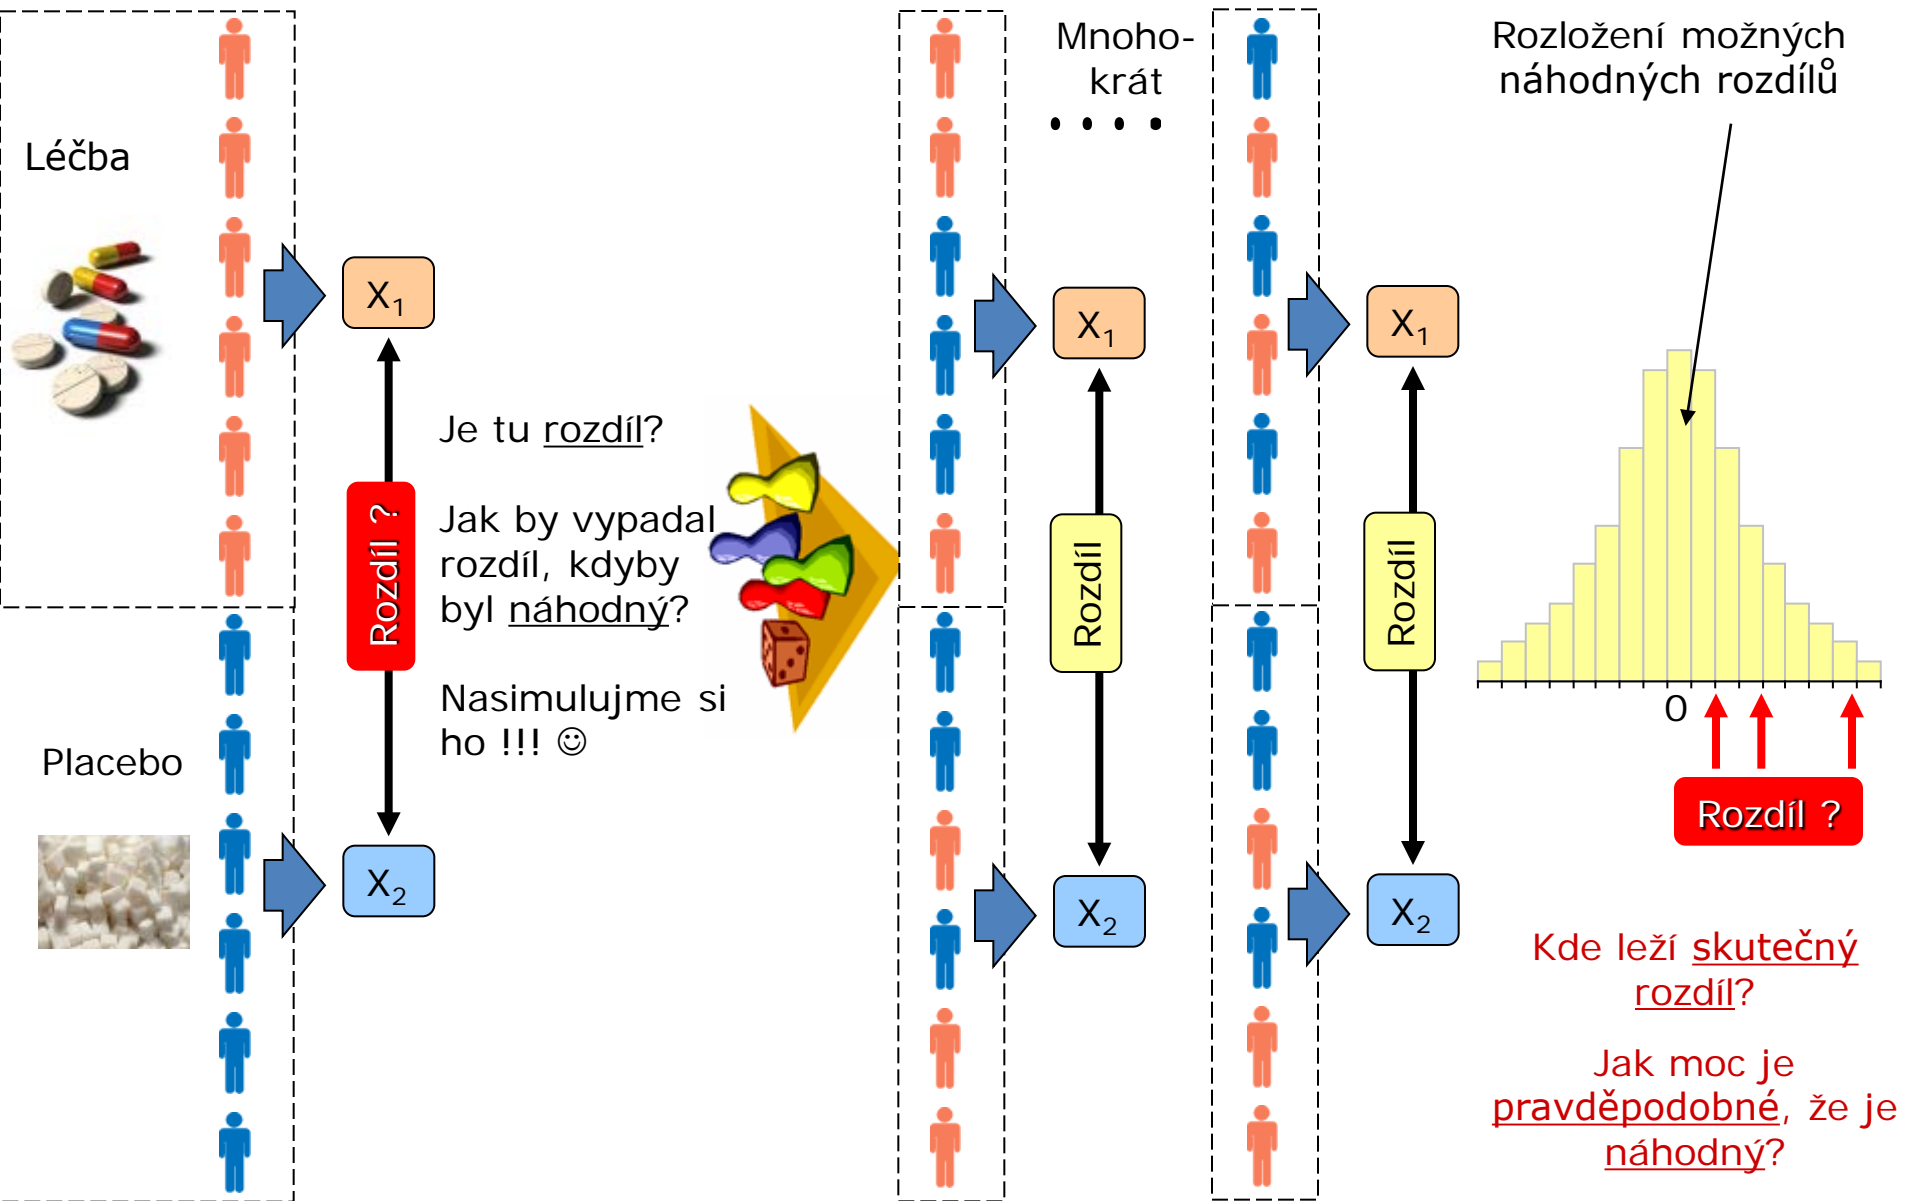 Léčba
Placebo
X1
Rozdíl ?
X2
Je tu rozdíl?
Jak by vypadal
rozdíl, kdyby
byl náhodný?
Nasimulujme si
ho !!! ☺
Mnoho-
krát
....
X1
Rozdíl
X2
X1
Rozdíl
X2
Rozložení možných
náhodných rozdílů
0
Rozdíl ?
Kde leží skutečný
rozdíl?
Jak moc je
pravděpodobné, že je
náhodný?